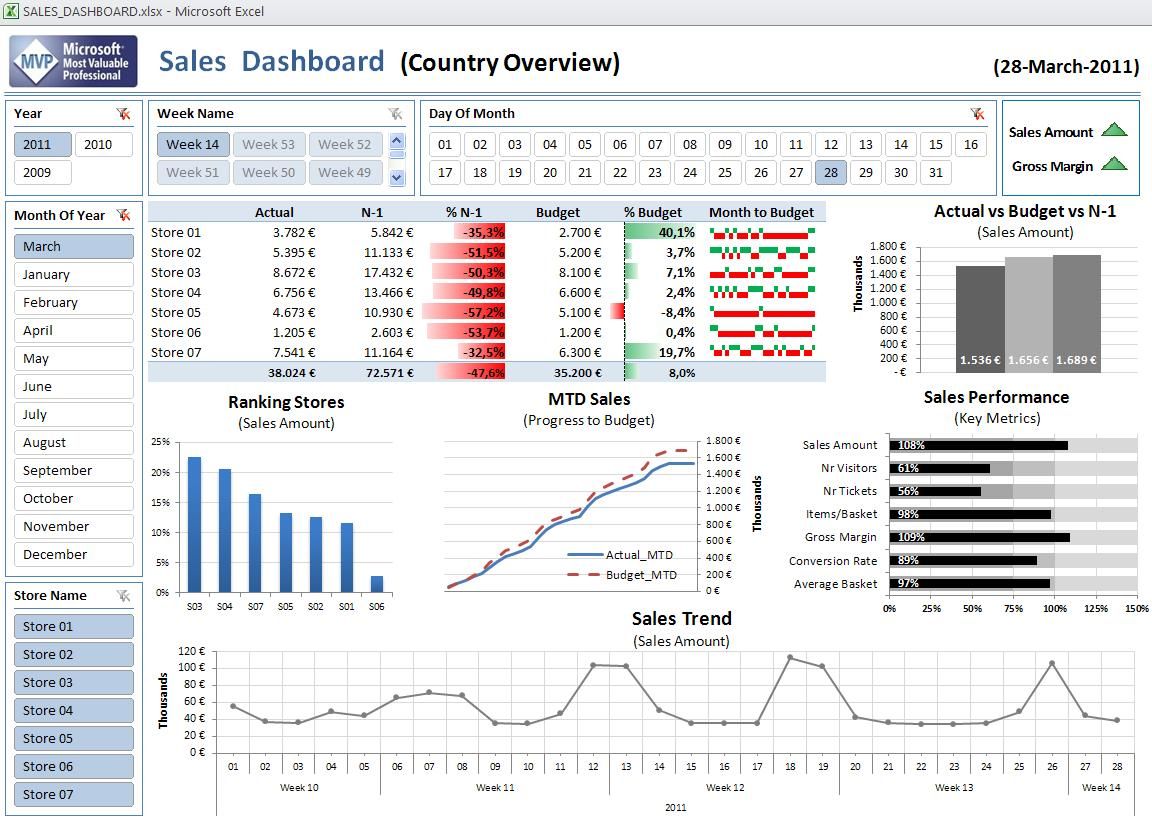 SALES_DASHBOARD.xlsx - Microsoft Excel
MVP Microsoft® Most Valuable Professional
Sales Dashboard (Country Overview)
(28-March-2011)
Year
2011 2010
2009
Week Name
Week 14 Week 53 Week 52
Week 51 Week 50 Week 49
Day Of Month
01 02 03 04 05 06 07 08 09 10 11 12 13 14 15 16
17 18 19 20 21 22 23 24 25 26 27 28 29 30 31
Sales Amount
Gross Margin
Month Of Year
March
January
February
April
May
June
July
August
September
October
November
December
Store Name
Store 01
Store 02
Store 03
Store 04
Store 05
Store 06
Store 07
Actual N-1 % N-1 Budget % Budget Month to Budget
Store 01 3.782 € 5.842 € -35,3% 2.700 € 40,1%
Store 02 5.395 € 11.133 € -51,5% 5.200 € 3,7%
Store 03 8.672 € 17.432 € -50,3% 8.100 € 7,1%
Store 04 6.756 € 13.466 € -49,8% 6.600 € 2,4%
Store 05 4.673 € 10.930 € -57,2% 5.100 € -8,4%
Store 06 1.205 € 2.603 € -53,7% 1.200 € 0,4%
Store 07 7.541 € 11.164 € -32,5% 6.300 € 19,7%
38.024 € 72.571 € -47,6% 35.200 € 8,0%
Actual vs Budget vs N-1
(Sales Amount)
Thousands
1.800 €
1.600 €
1.400 €
1.200 €
1.000 €
800 €
600 €
400 €
200 €
- €
1.536 € 1.656 € 1.689 €
Ranking Stores
(Sales Amount)
25%
20%
15%
10%
5%
0%
S03 S04 S07 S05 S02 S01 S06
MTD Sales
(Progress to Budget)
1.800 €
1.600 €
1.400 €
1.200 €
1.000 €
800 €
600 €
400 €
200 €
0 €
Thousands
Actual_MTD
Budget_MTD
Sales Performance
(Key Metrics)
Sales Amount 108%
Nr Visitors 61%
Nr Tickets 56%
Items/Basket 98%
Gross Margin 109%
Conversion Rate 89%
Average Basket 97%
0% 25% 50% 75% 100% 125% 150%
Sales Trend
(Sales Amount)
Thousands
120 €
100 €
80 €
60 €
40 €
20 €
0 €
01 02 03 04 05 06 07 08 09 10 11 12 13 14 15 16 17 18 19 20 21 22 23 24 25 26 27 28
Week 10 Week 11 Week 12 Week 13 Week 14
2011